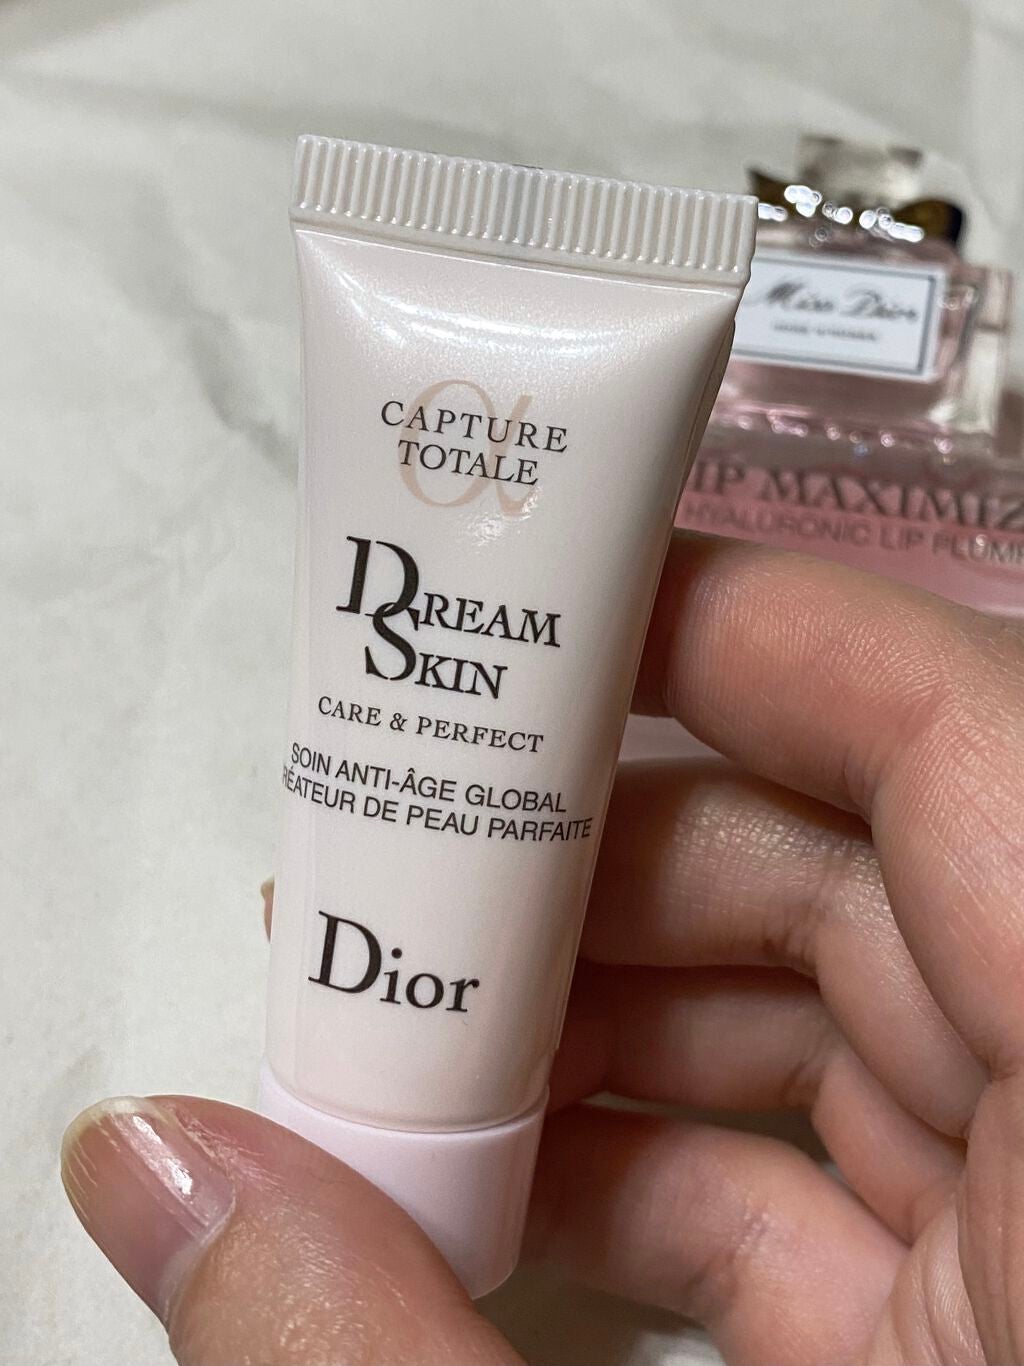 CAPTURE
TOTALE
DREAM
SKIN
CARE & PERFECT
SOIN ANTI-ÂGE GLOBAL
RÉATEUR DE PEAU PARFAITE
Dior
Miss Dior
IP MAXIMIZ
HYALURONIC LIP PLUMP